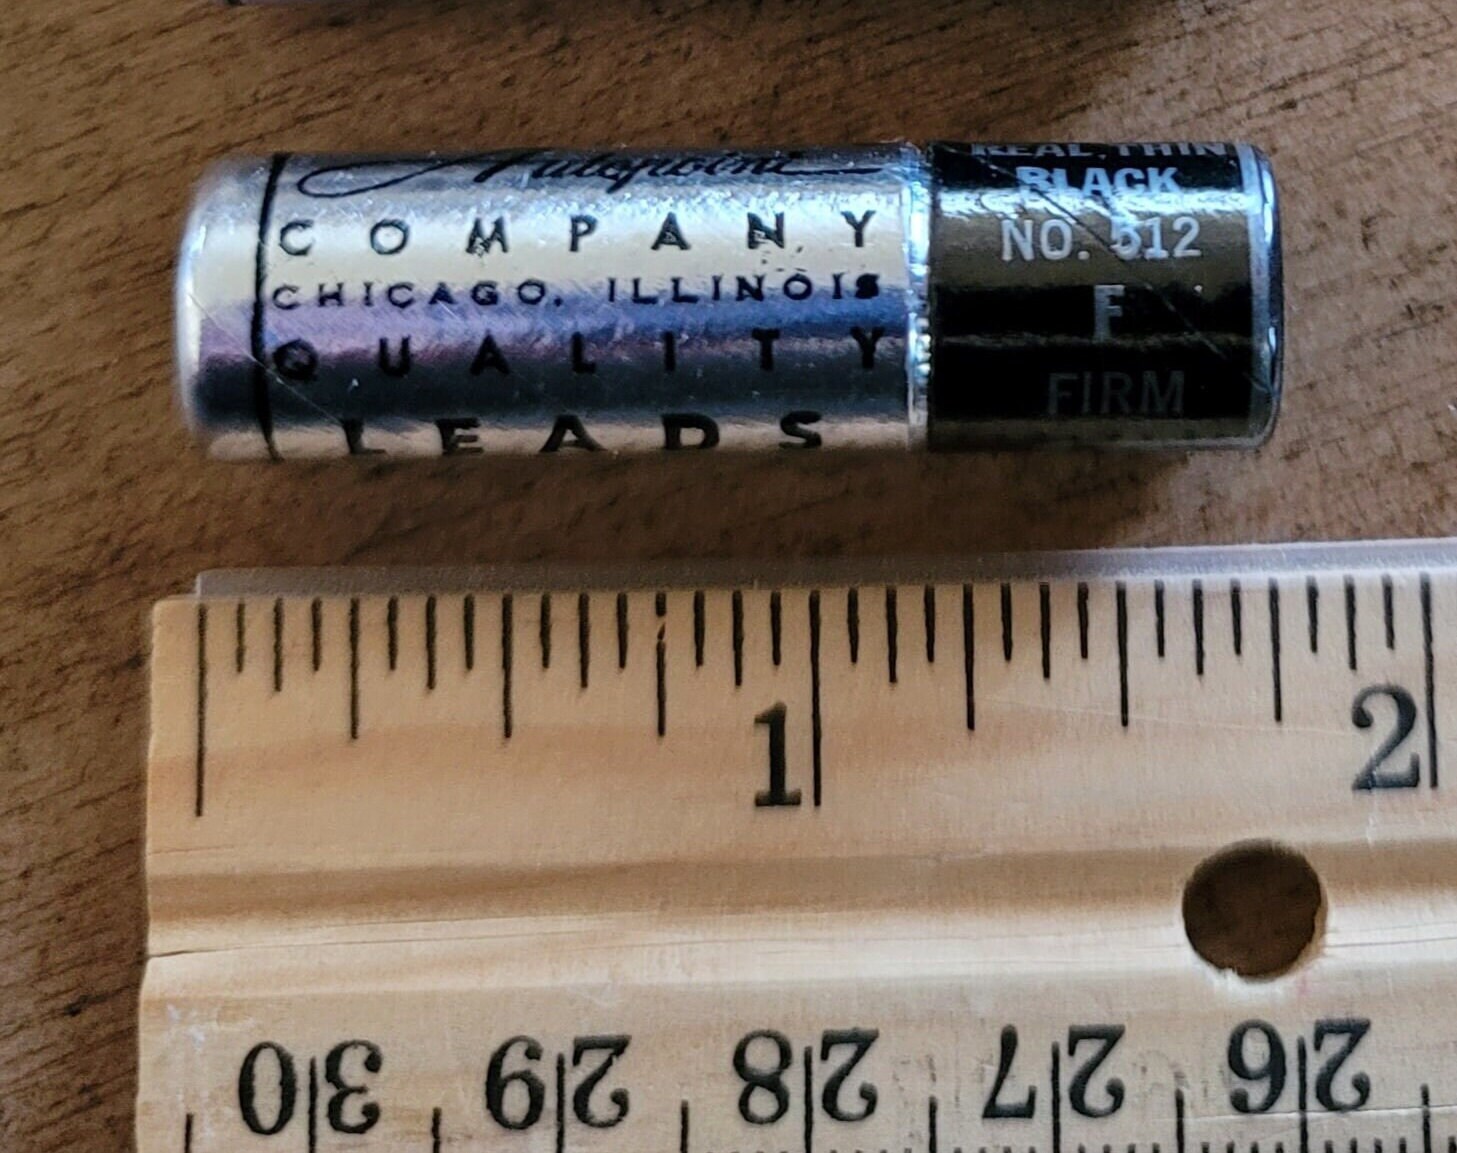 Autopoint
COMPANY
CHICAGO, ILLINOIS
QUALITY
LEADS
REAL THIN
BLACK
NO. 512
F
FIRM
1 2
30 29 28 27 26